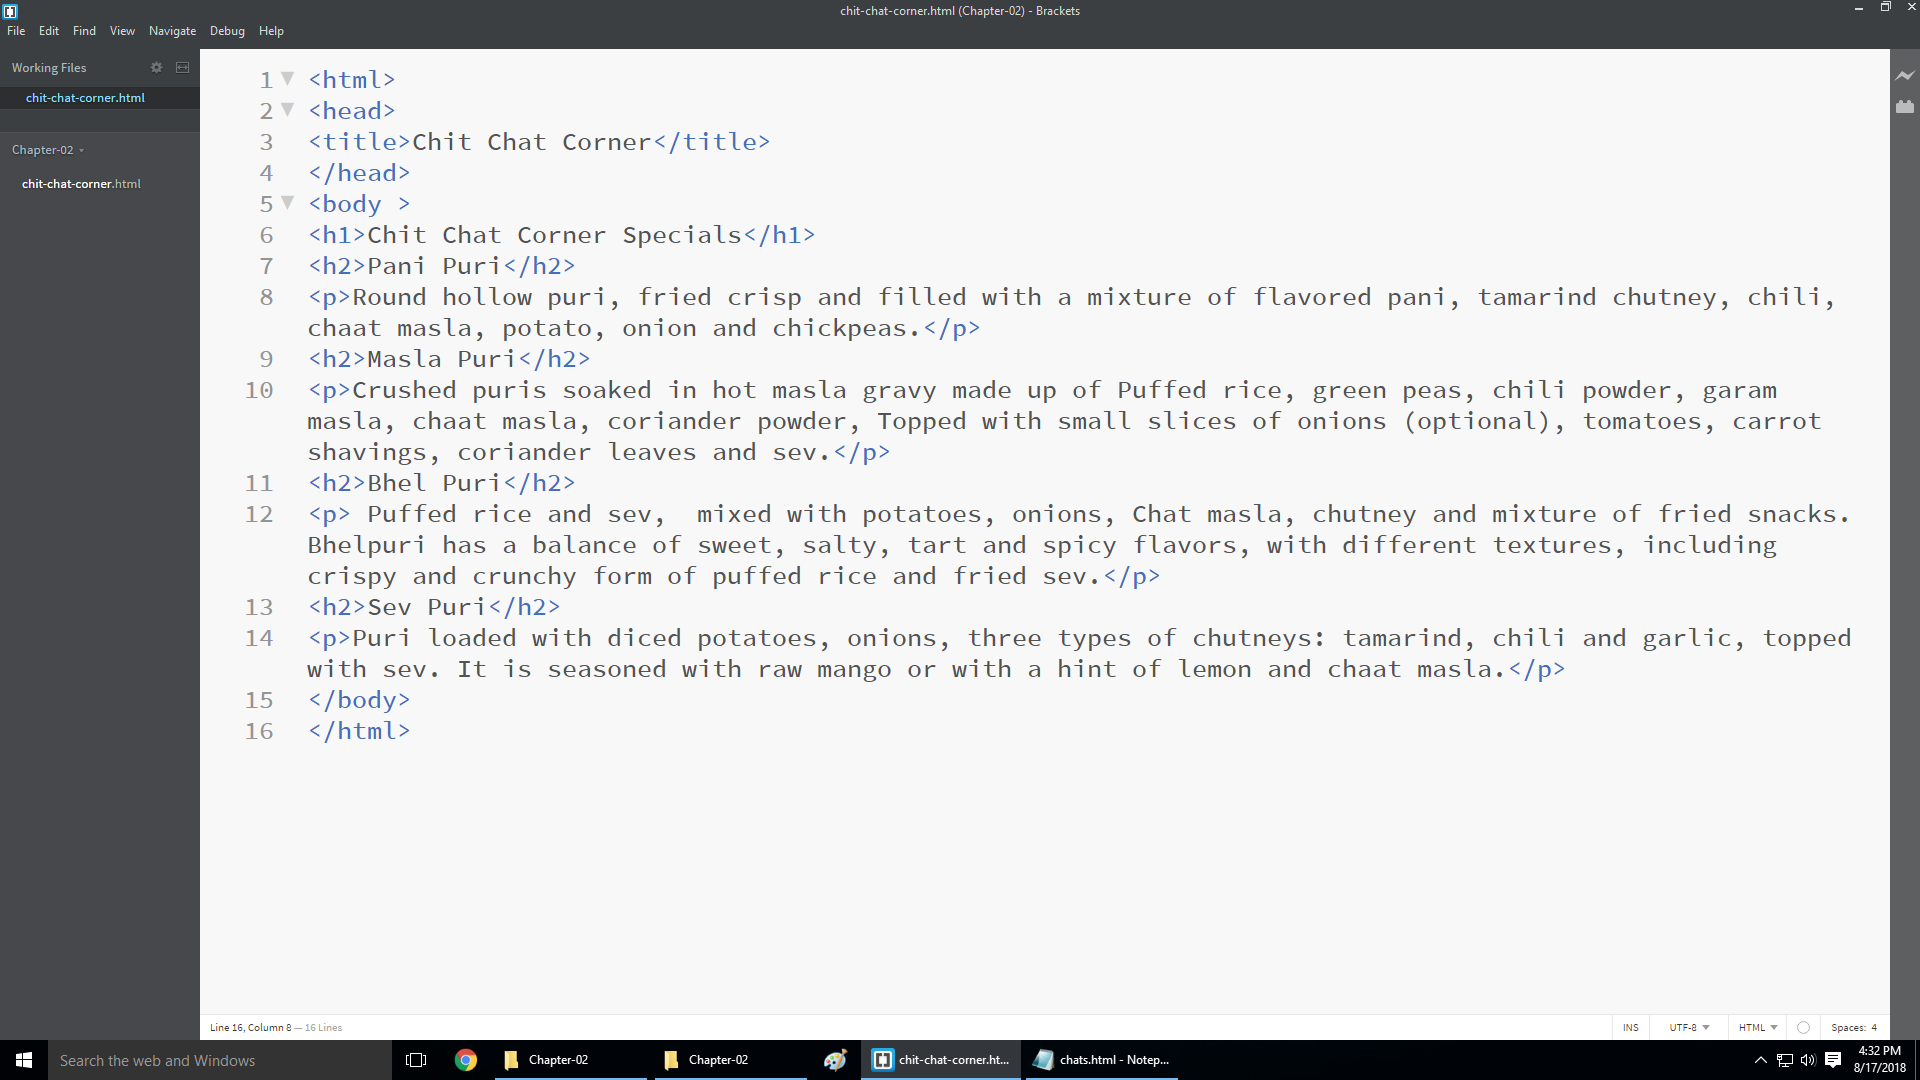 chit-chat-corner.html (Chapter-02) - Brackets
File Edit Find View Navigate Debug Help
Working Files
chit-chat-corner.html
Chapter-02
chit-chat-corner.html
1 <html>
2 <head>
3 <title>Chit Chat Corner</title>
4 </head>
5 <body >
6 <h1>Chit Chat Corner Specials</h1>
7 <h2>Pani Puri</h2>
8 <p>Round hollow puri, fried crisp and filled with a mixture of flavored pani, tamarind chutney, chili,
chaat masla, potato, onion and chickpeas.</p>
9 <h2>Masla Puri</h2>
10 <p>Crushed puris soaked in hot masla gravy made up of Puffed rice, green peas, chili powder, garam
masla, chaat masla, coriander powder, Topped with small slices of onions (optional), tomatoes, carrot
shavings, coriander leaves and sev.</p>
11 <h2>Bhel Puri</h2>
12 <p> Puffed rice and sev,  mixed with potatoes, onions, Chat masla, chutney and mixture of fried snacks.
Bhelpuri has a balance of sweet, salty, tart and spicy flavors, with different textures, including
crispy and crunchy form of puffed rice and fried sev.</p>
13 <h2>Sev Puri</h2>
14 <p>Puri loaded with diced potatoes, onions, three types of chutneys: tamarind, chili and garlic, topped
with sev. It is seasoned with raw mango or with a hint of lemon and chaat masla.</p>
15 </body>
16 </html>
Line 16, Column 8 — 16 Lines
INS UTF-8 HTML Spaces: 4
Search the web and Windows
Chapter-02
Chapter-02
chit-chat-corner.ht...
chats.html - Notep...
4:32 PM
8/17/2018